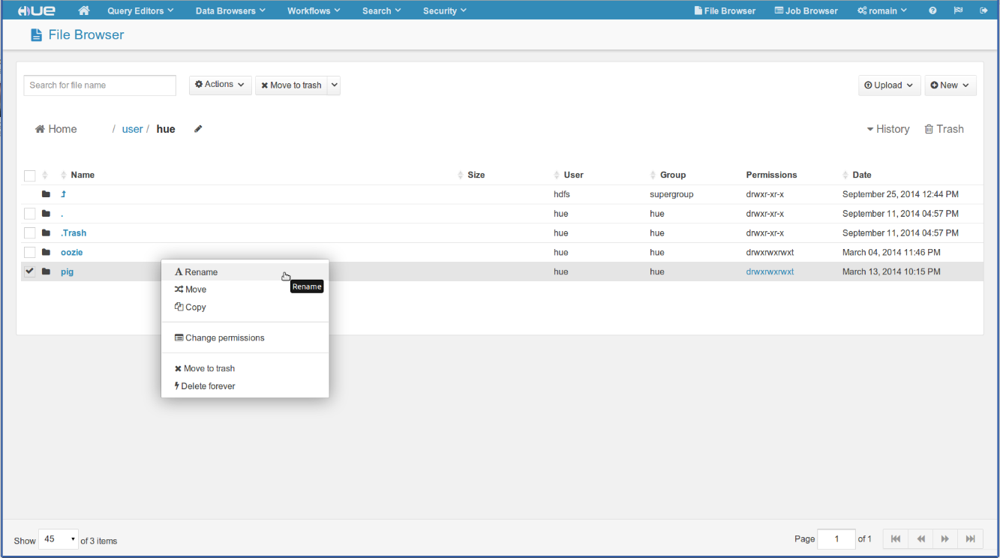 HUE Query Editors Data Browsers Workflows Search Security File Browser Job Browser romain
File Browser
Search for file name Actions Move to trash Upload New
Home / user / hue History Trash
Name Size User Group Permissions Date
hdfs supergroup drwxr-xr-x September 25, 2014 12:44 PM
. hue hue drwxr-xr-x September 11, 2014 04:57 PM
.Trash hue hue drwxr-xr-x September 11, 2014 04:57 PM
oozie hue hue drwxrwxrwxt March 04, 2014 11:46 PM
pig hue hue drwxrwxrwxt March 13, 2014 10:15 PM
Rename
Rename
Move
Copy
Change permissions
Move to trash
Delete forever
Show 45 of 3 items Page 1 of 1